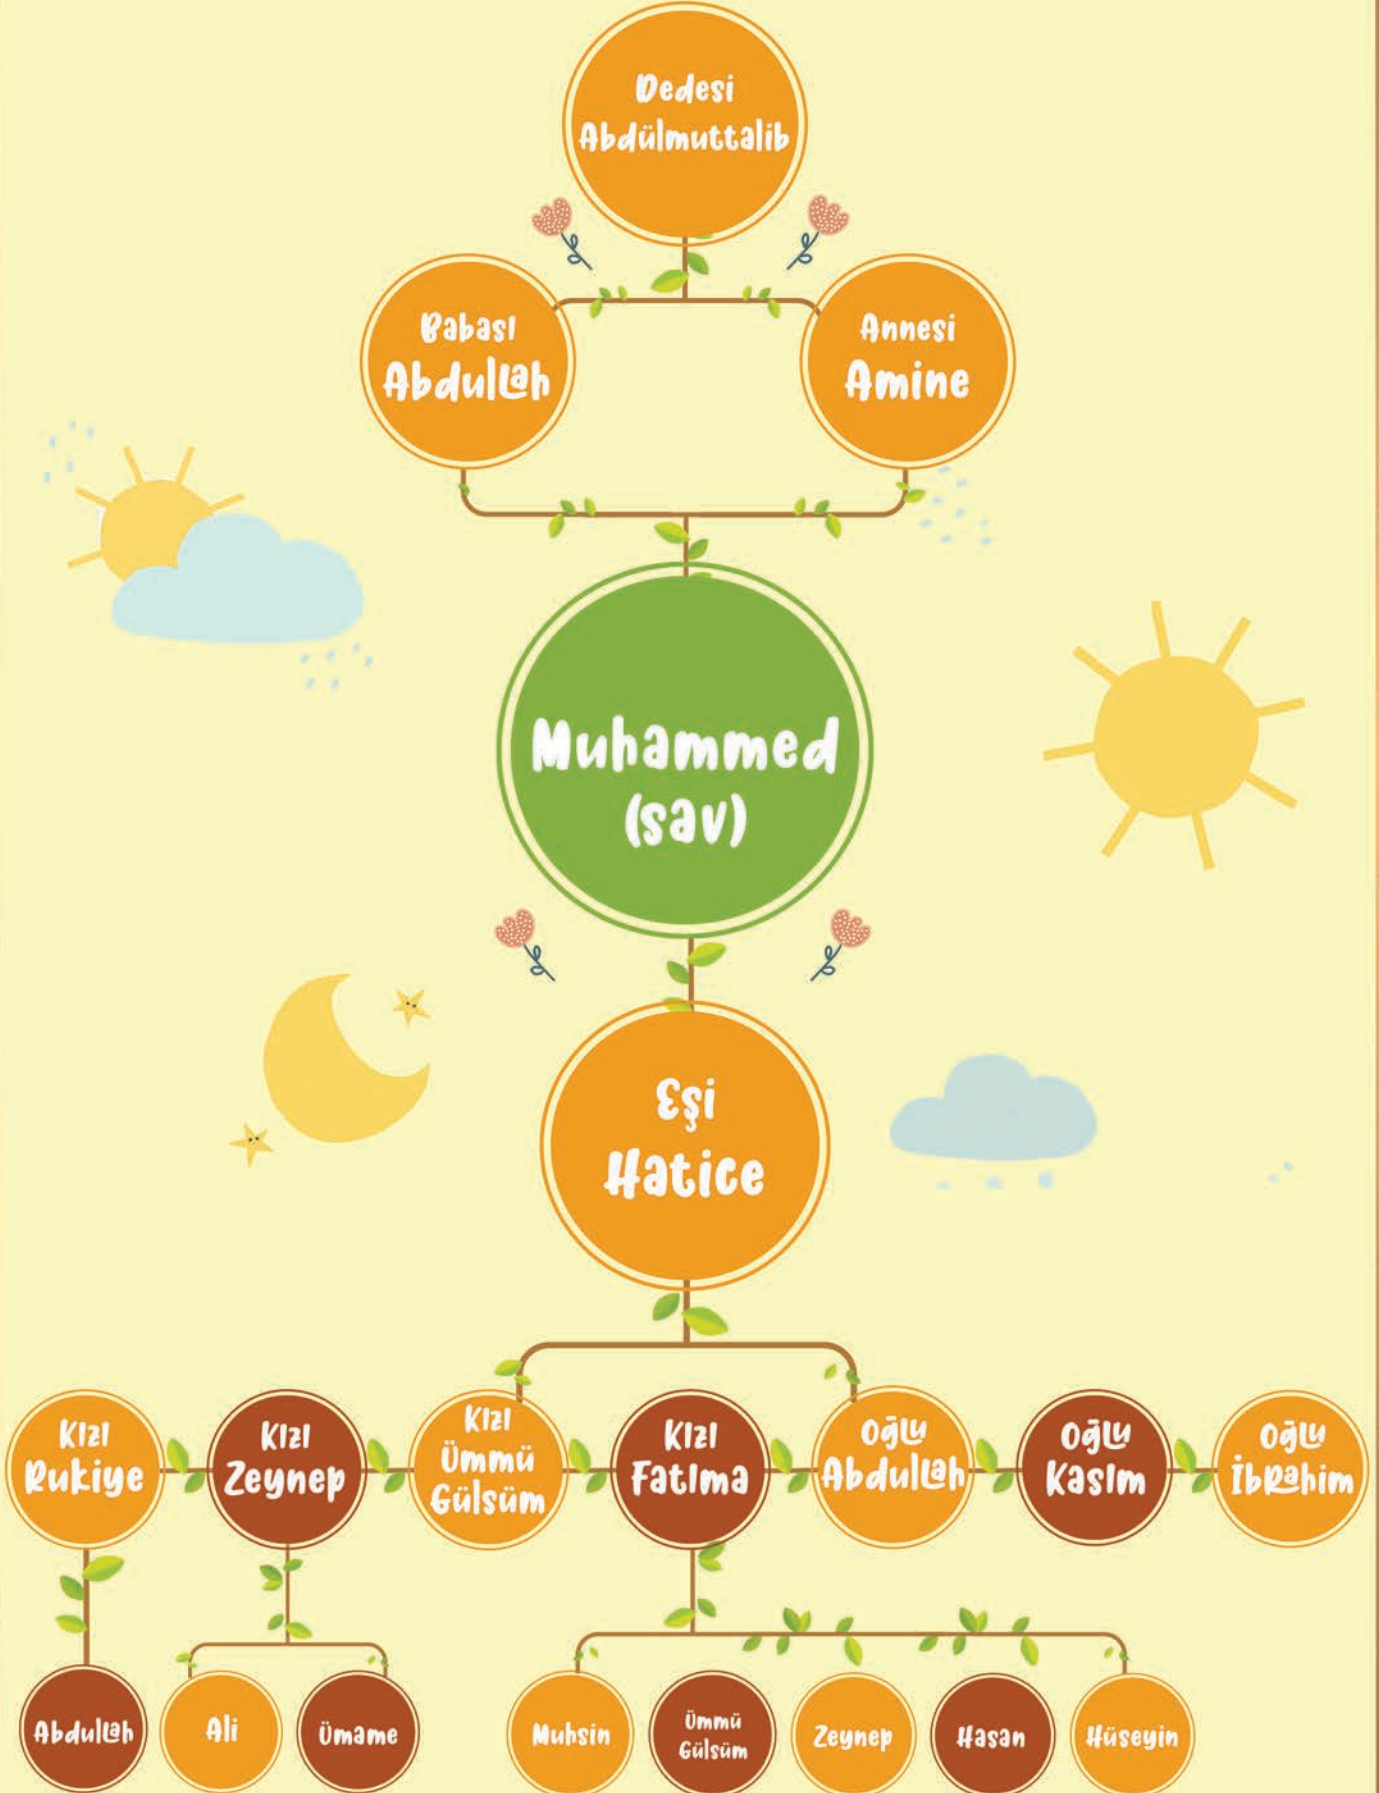 Dedesi
Abdülmuttalib
Babası
Abdullah
Annesi
Amine
Muhammed
(sav)
Eşi
Hatice
Kızı
Rukiye
Kızı
Zeynep
Kızı
Ümmü
Gülsüm
Kızı
Fatıma
Oğlu
Abdullah
Oğlu
Kasım
Oğlu
İbrahim
Abdullah
Ali
Ümame
Muhsin
Ümmü
Gülsüm
Zeynep
Hasan
Hüseyin